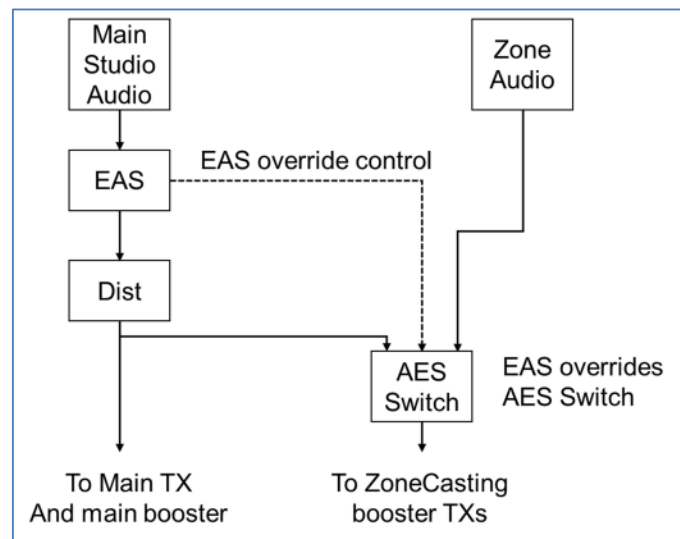 Main
Studio
Audio
Zone
Audio
EAS override control
EAS
Dist
AES
Switch
EAS overrides
AES Switch
To Main TX
And main booster
To ZoneCasting
booster TXs